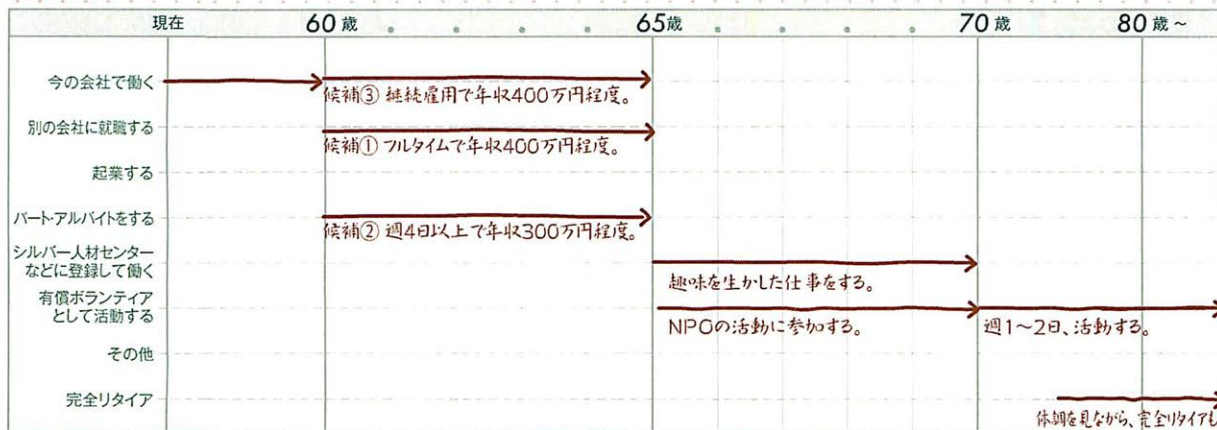 現在 60歳 65歳 70歳 80歳～
今の会社で働く
候補③ 継続雇用で年収400万円程度。
別の会社に就職する
候補① フルタイムで年収400万円程度。
起業する
パート・アルバイトをする
候補② 週4日以上で年収300万円程度。
シルバー人材センター
などに登録して働く
趣味を生かした仕事をする。
有償ボランティア
として活動する
NPOの活動に参加する。 週1～2日、活動する。
その他
完全リタイア
体調を見ながら、完全リタイアも